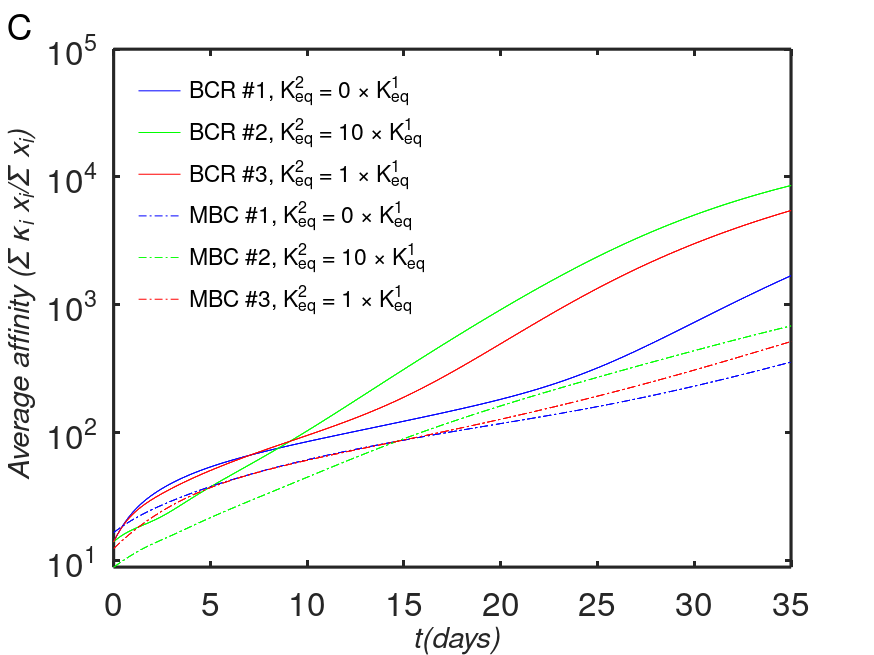 C
Average affinity (Σ κ_i x_i/Σ x_i)
10^5
10^4
10^3
10^2
10^1
BCR #1, K^2_eq = 0 × K^1_eq
BCR #2, K^2_eq = 10 × K^1_eq
BCR #3, K^2_eq = 1 × K^1_eq
MBC #1, K^2_eq = 0 × K^1_eq
MBC #2, K^2_eq = 10 × K^1_eq
MBC #3, K^2_eq = 1 × K^1_eq
0 5 10 15 20 25 30 35
t(days)